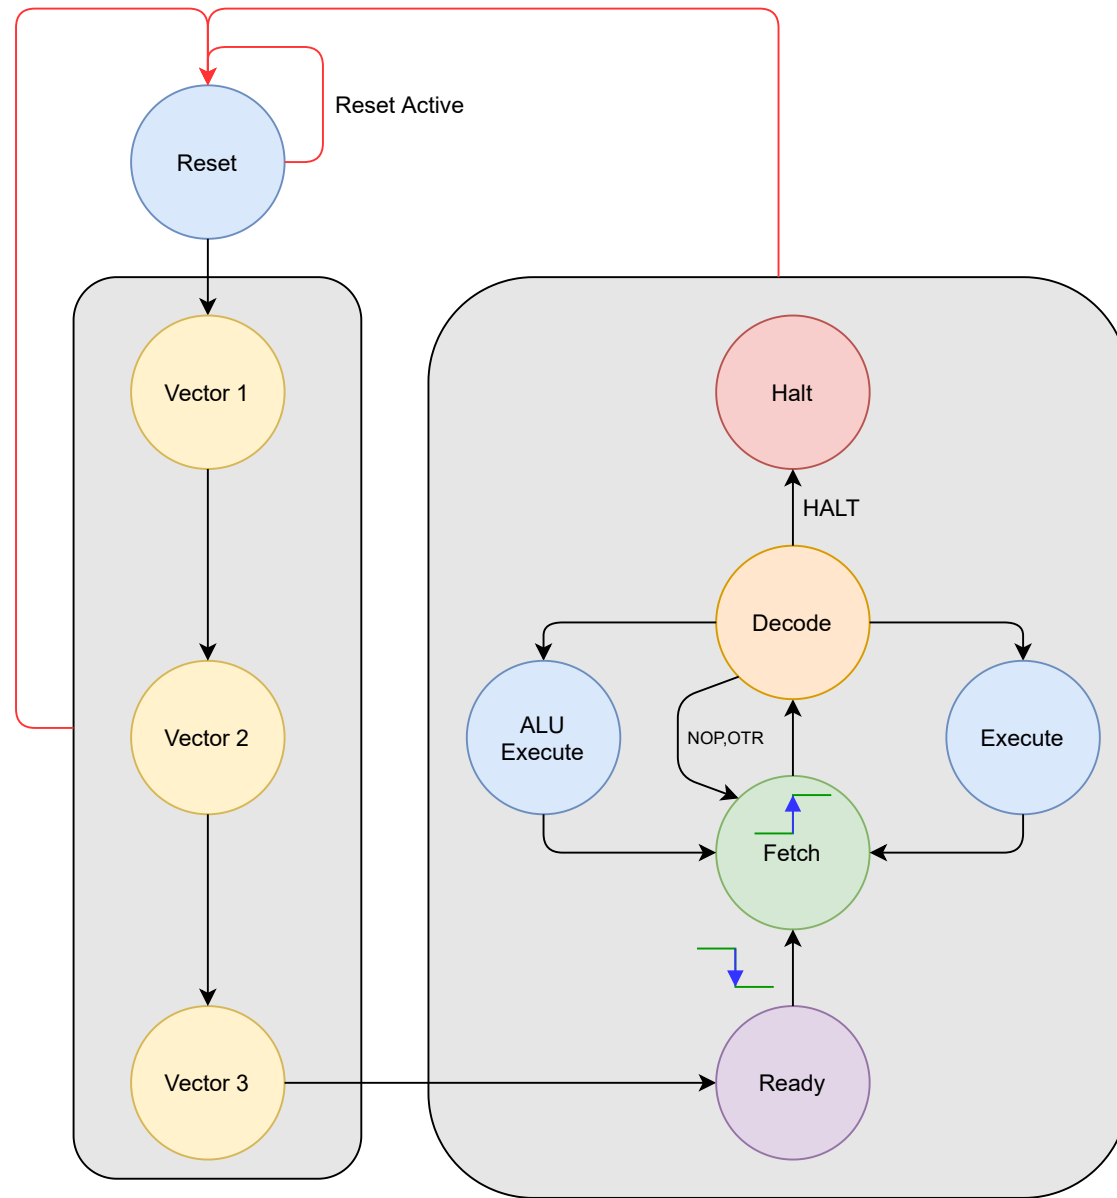 Reset Active
Reset
Vector 1
Halt
HALT
Decode
ALU
Execute
NOP,OTR
Vector 2
Execute
Fetch
Vector 3
Ready